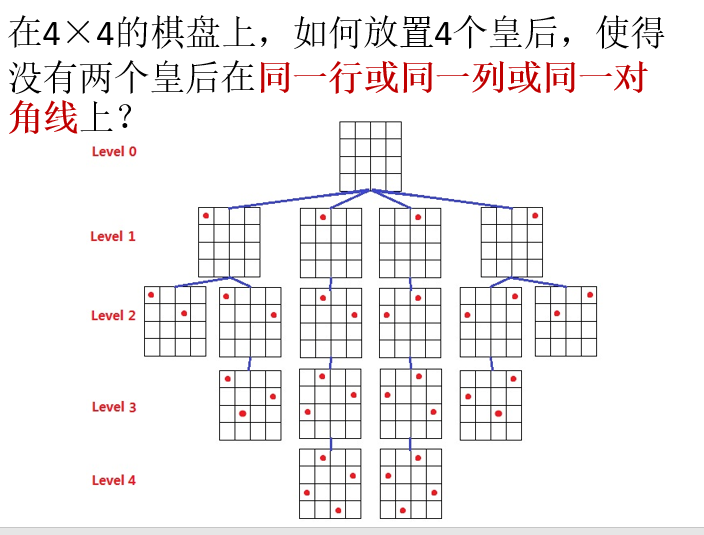 在4×4的棋盘上，如何放置4个皇后，使得
没有两个皇后在同一行或同一列或同一对
角线上？
Level 0
Level 1
Level 2
Level 3
Level 4